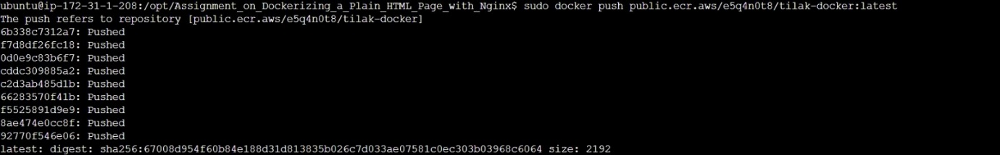 ubuntu@ip-172-31-1-208:/opt/Assignment_on_Dockerizing_a_Plain_HTML_Page_with_Nginx$ sudo docker push public.ecr.aws/e5q4n0t8/tilak-docker:latest
The push refers to repository [public.ecr.aws/e5q4n0t8/tilak-docker]
6b338c7312a7: Pushed
f7d8df26fc18: Pushed
0d0e9c83b6f7: Pushed
cddc309885a2: Pushed
c2d3ab485d1b: Pushed
66283570f41b: Pushed
f5525891d9e9: Pushed
8ae474e0cc8f: Pushed
92770f546e06: Pushed
latest: digest: sha256:67008d954f60b84e188d31d813835b026c7d033ae07581c0ec303b03968c6064 size: 2192